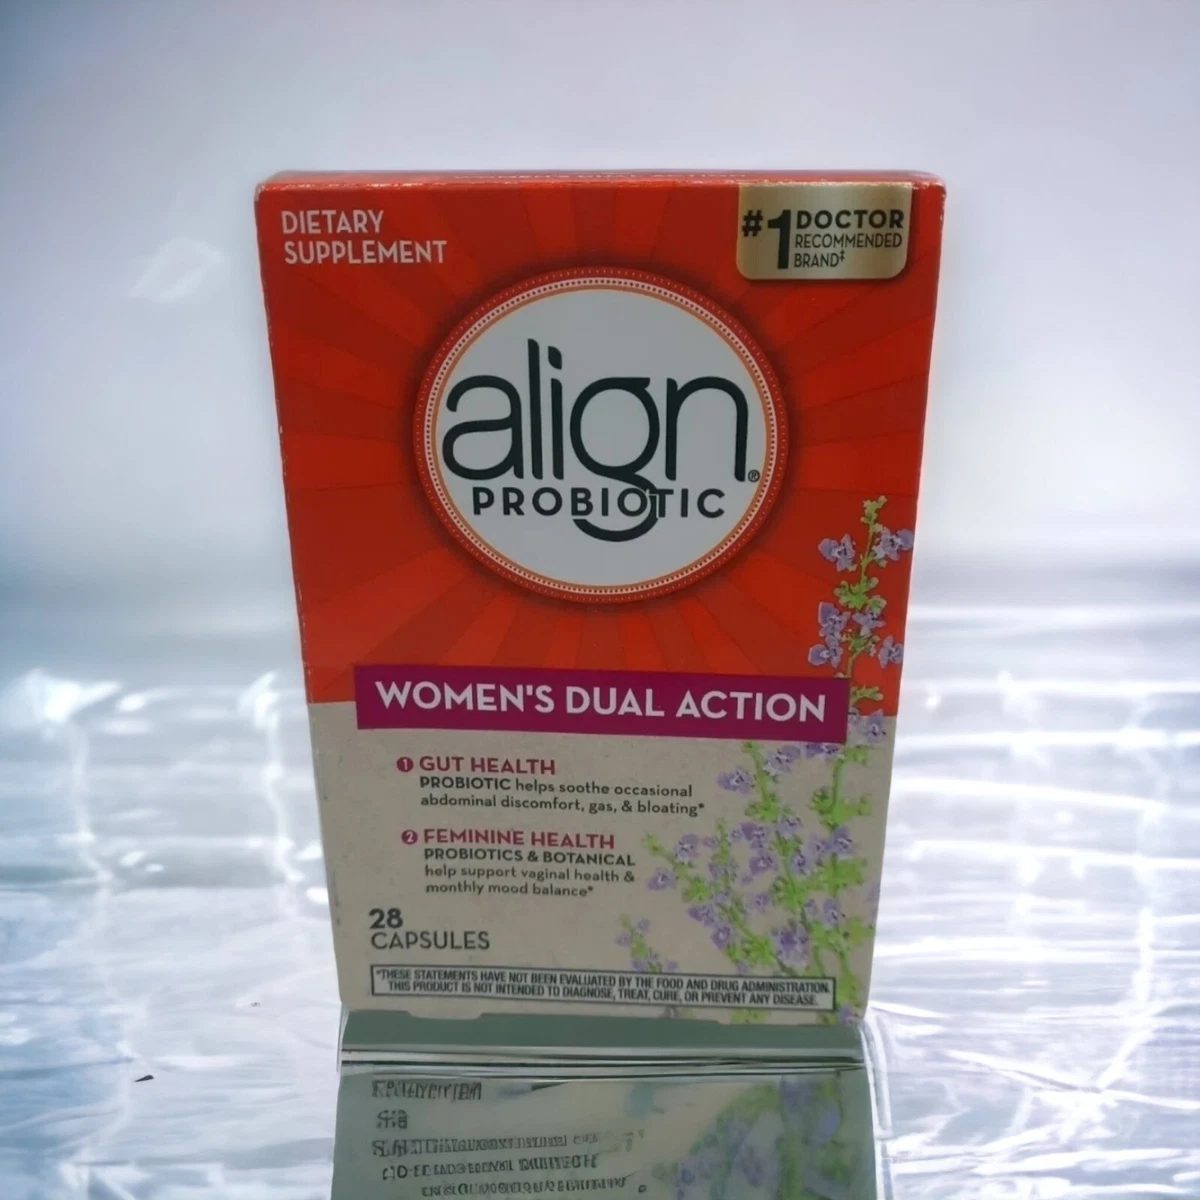 WOMEN'S DUAL ACTION
DIETARY
SUPPLEMENT
#1 DOCTOR
RECOMMENDED
BRAND‡
align®
PROBIOTIC
WOMEN'S DUAL ACTION
1 GUT HEALTH
PROBIOTIC helps soothe occasional
abdominal discomfort, gas, & bloating*
2 FEMININE HEALTH
PROBIOTICS & BOTANICAL
help support vaginal health &
monthly mood balance*
28
CAPSULES
*THESE STATEMENTS HAVE NOT BEEN EVALUATED BY THE FOOD AND DRUG ADMINISTRATION.
THIS PRODUCT IS NOT INTENDED TO DIAGNOSE, TREAT, CURE, OR PREVENT ANY DISEASE.